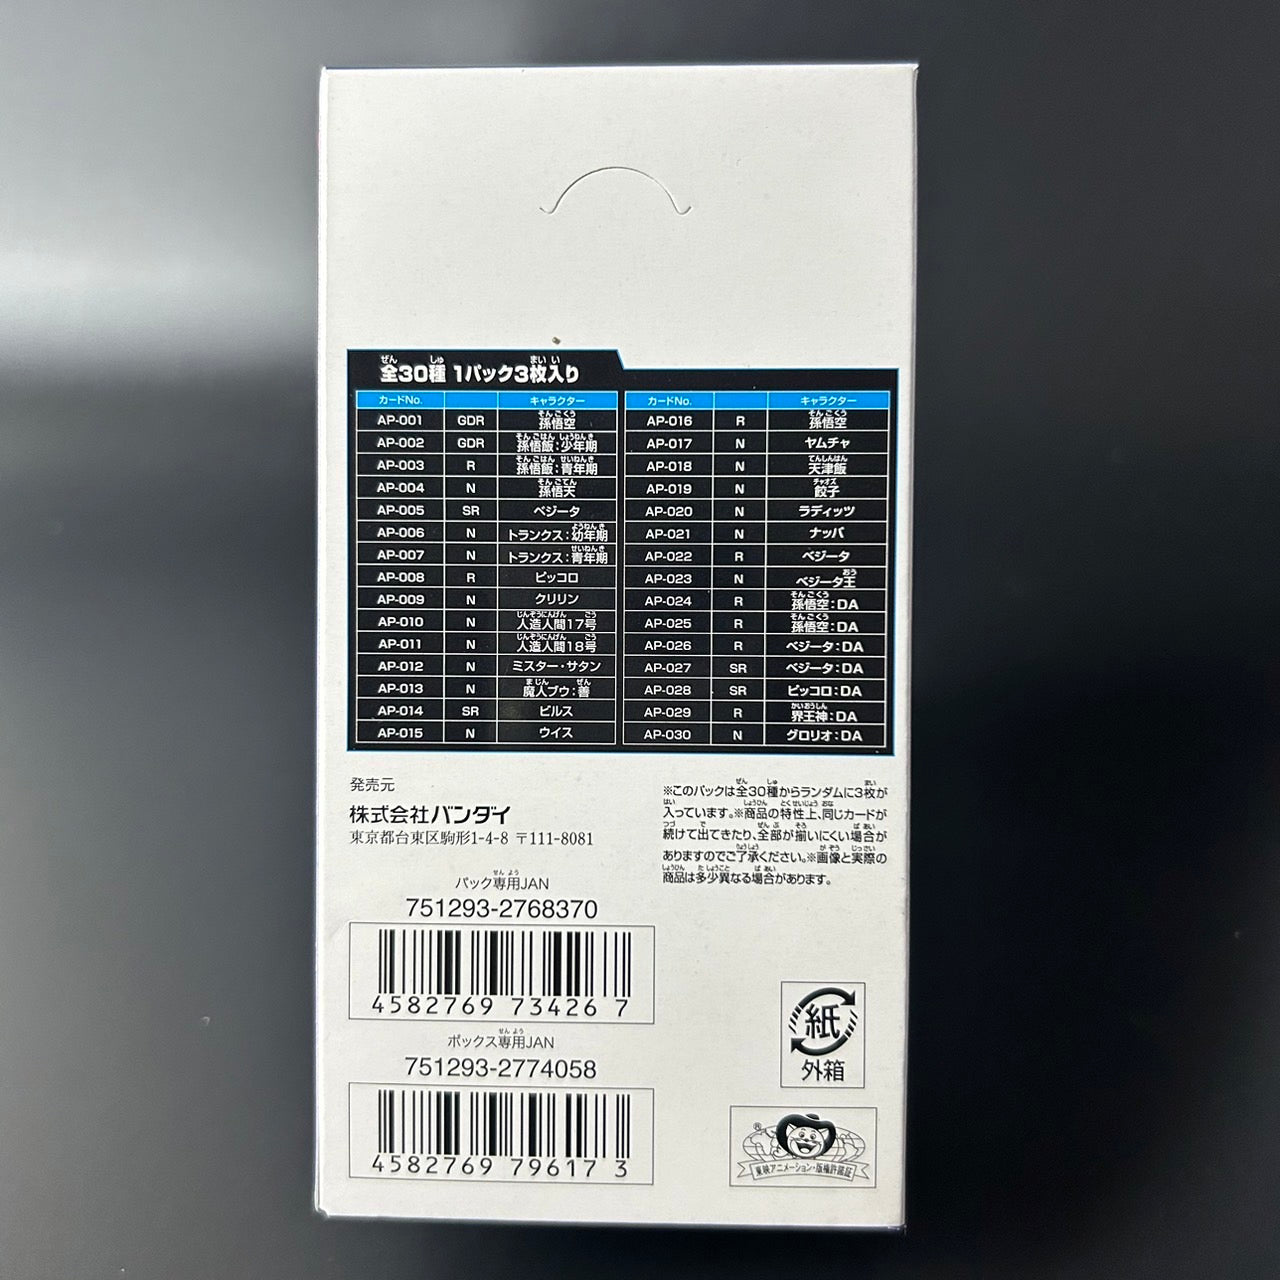 全30種 1パック3枚入り
カードNo. キャラクター
AP-001 GDR 孫悟空
AP-002 GDR 孫悟飯:少年期
AP-003 R 孫悟飯:青年期
AP-004 N 孫悟天
AP-005 SR ベジータ
AP-006 N トランクス:幼年期
AP-007 N トランクス:青年期
AP-008 R ピッコロ
AP-009 N クリリン
AP-010 N 人造人間17号
AP-011 N 人造人間18号
AP-012 N ミスター・サタン
AP-013 N 魔人ブウ:善
AP-014 SR ビルス
AP-015 N ウイス
カードNo. キャラクター
AP-016 R 孫悟空
AP-017 N ヤムチャ
AP-018 N 天津飯
AP-019 N 餃子
AP-020 N ラディッツ
AP-021 N ナッパ
AP-022 R ベジータ
AP-023 N ベジータ王
AP-024 R 孫悟空:DA
AP-025 R 孫悟空:DA
AP-026 R ベジータ:DA
AP-027 SR ベジータ:DA
AP-028 SR ピッコロ:DA
AP-029 R 界王神:DA
AP-030 N グロリオ:DA
発売元
株式会社バンダイ
東京都台東区駒形1-4-8 〒111-8081
※このパックは全30種からランダムに3枚が
入っています。※商品の特性上、同じカードが
続けて出てきたり、全部が揃いにくい場合が
ありますのでご了承ください。※画像と実際の
商品は多少異なる場合があります。
パック専用JAN
751293-2768370
4582769 73426 7
ボックス専用JAN
751293-2774058
4582769 79617 3
紙
外箱
®
東映アニメーション・版権許諾証